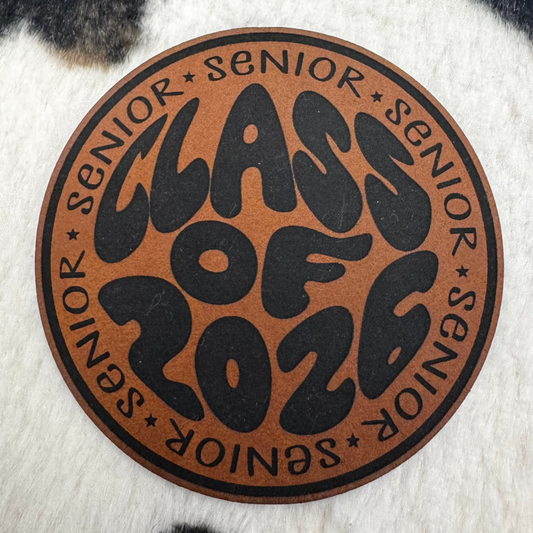 SeNIOR ★ SeNIOR ★ SeNIOR ★ SeNIOR ★ SeNIOR ★ SeNIOR ★
CLASS
OF
2026